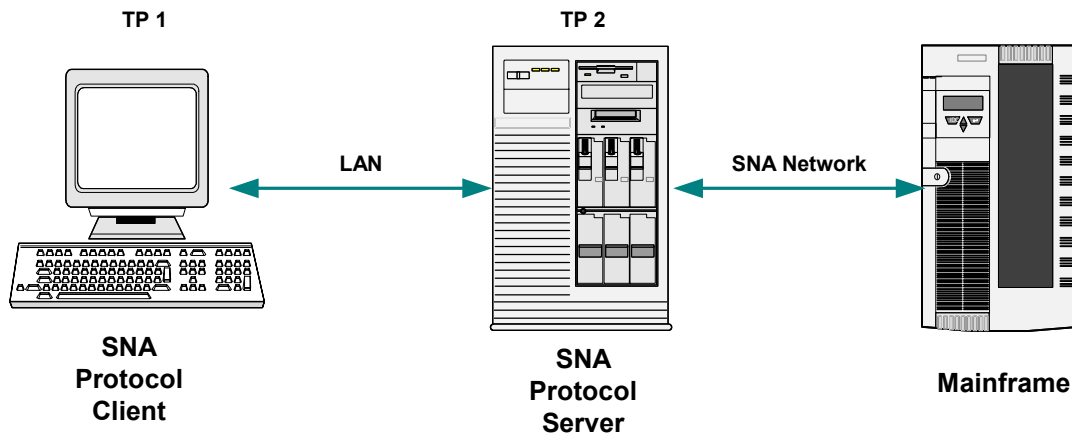 TP 1
TP 2
LAN
SNA Network
SNA
Protocol
Client
SNA
Protocol
Server
Mainframe